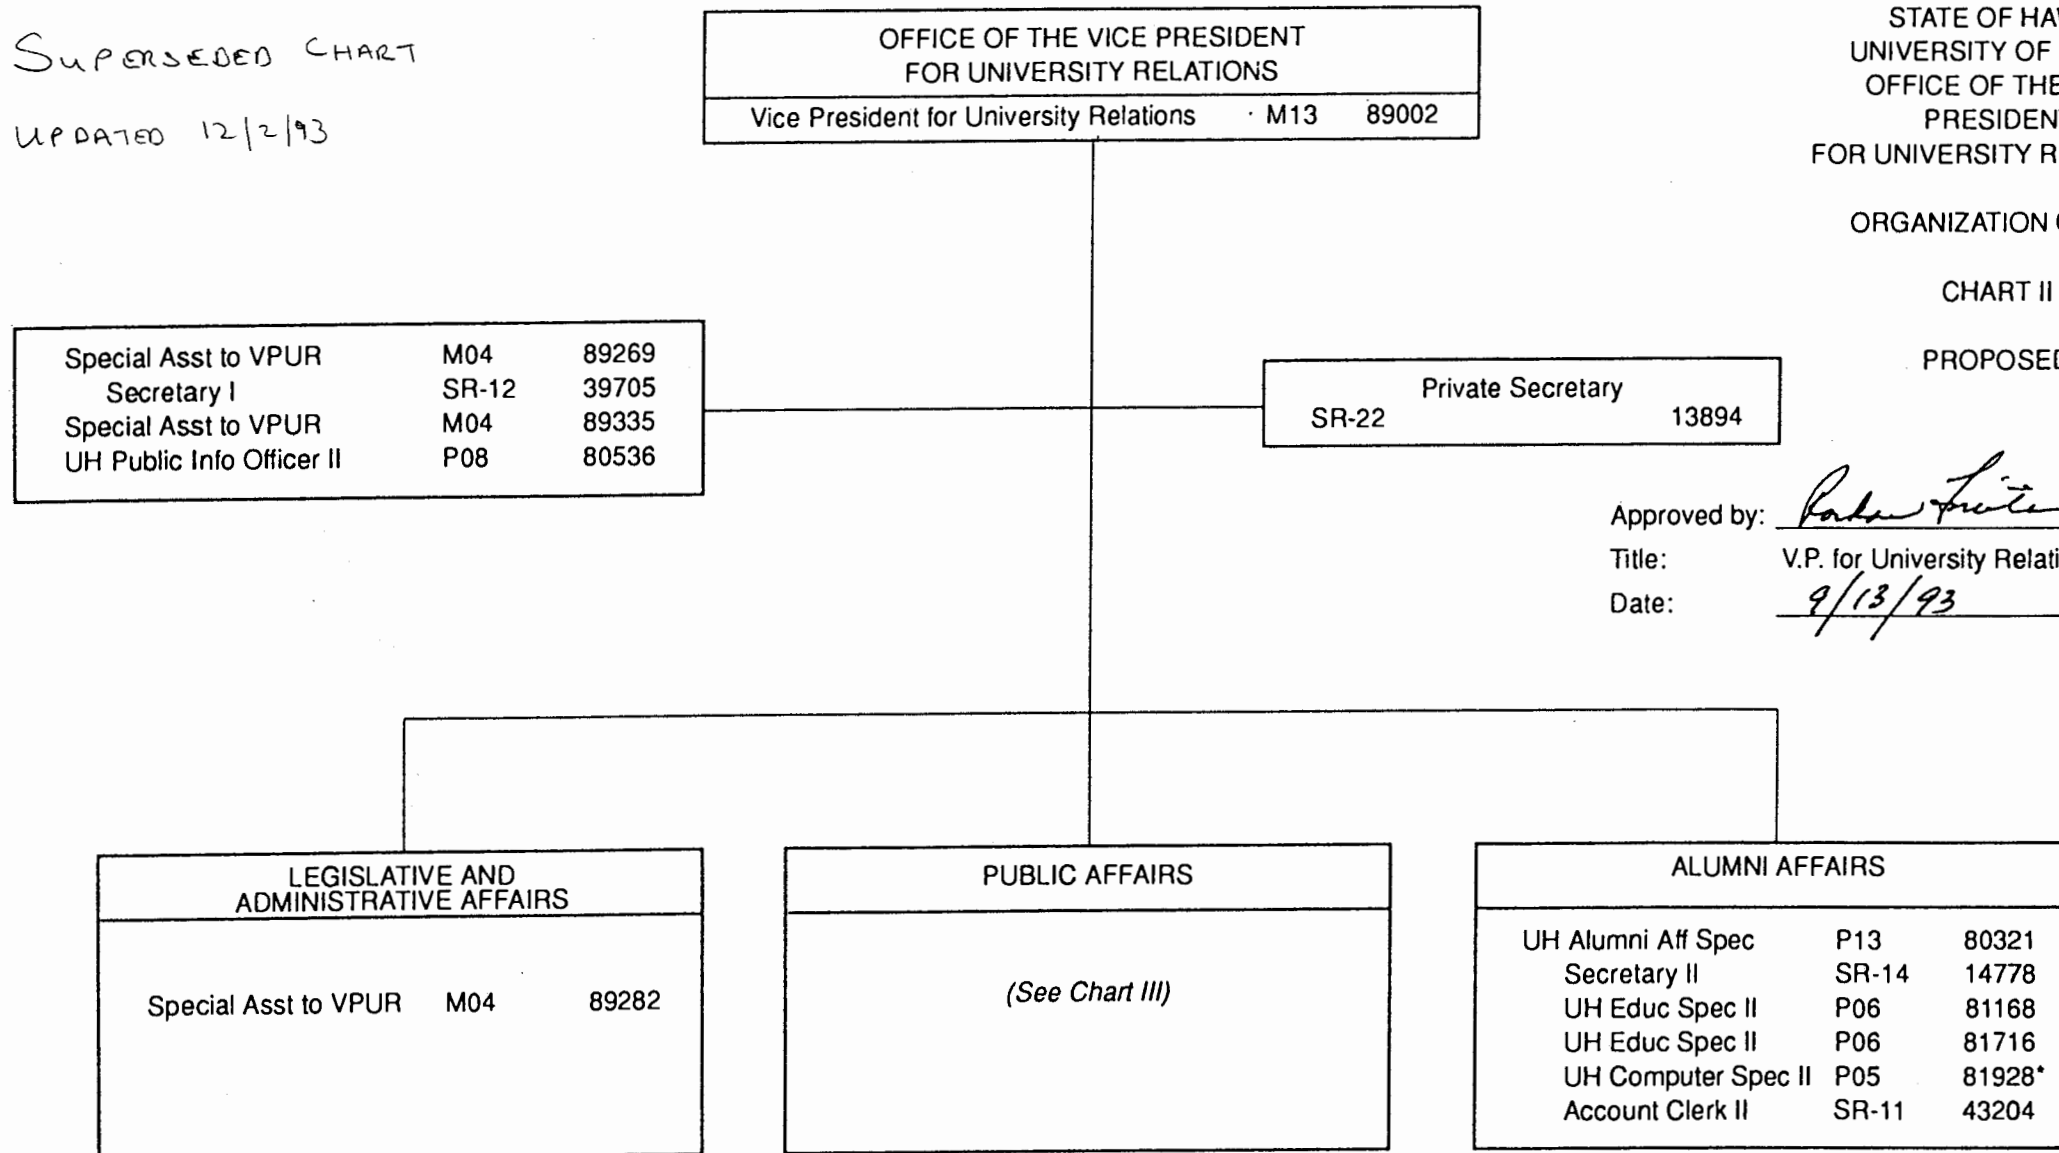 SUPERSEDED CHART
UPDATED 12/2/93
OFFICE OF THE VICE PRESIDENT
FOR UNIVERSITY RELATIONS
Vice President for University Relations M13 89002
STATE OF HA
UNIVERSITY OF
OFFICE OF THE
PRESIDEN
FOR UNIVERSITY R
ORGANIZATION
CHART II
PROPOSED
Special Asst to VPUR M04 89269
Secretary I SR-12 39705
Special Asst to VPUR M04 89335
UH Public Info Officer II P08 80536
Private Secretary
SR-22 13894
Approved by:
Title: V.P. for University Relati
Date: 9/13/93
LEGISLATIVE AND
ADMINISTRATIVE AFFAIRS
Special Asst to VPUR M04 89282
PUBLIC AFFAIRS
(See Chart III)
ALUMNI AFFAIRS
UH Alumni Aff Spec P13 80321
Secretary II SR-14 14778
UH Educ Spec II P06 81168
UH Educ Spec II P06 81716
UH Computer Spec II P05 81928*
Account Clerk II SR-11 43204